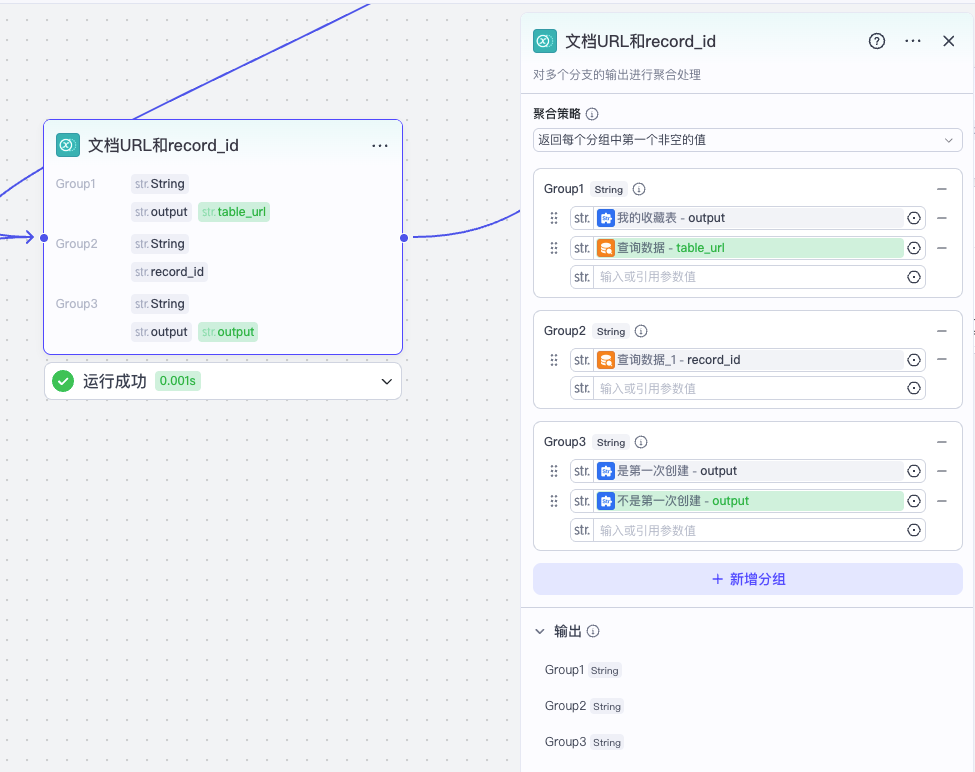 文档URL和record_id
Group1 str.String
str.output str.table_url
Group2 str.String
str.record_id
Group3 str.String
str.output str.output
运行成功 0.001s
文档URL和record_id
对多个分支的输出进行聚合处理
聚合策略
返回每个分组中第一个非空的值
Group1 String
str. 我的收藏表 - output
str. 查询数据 - table_url
str. 输入或引用参数值
Group2 String
str. 查询数据_1 - record_id
str. 输入或引用参数值
Group3 String
str. 是第一次创建 - output
str. 不是第一次创建 - output
str. 输入或引用参数值
+ 新增分组
输出
Group1 String
Group2 String
Group3 String